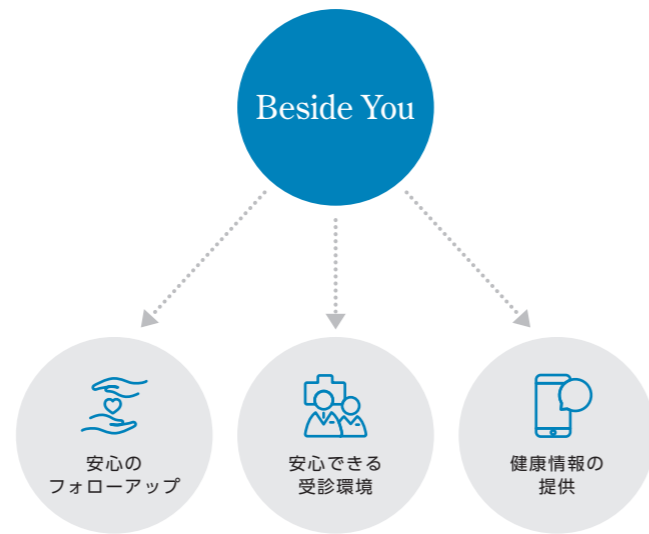 Beside You
安心の
フォローアップ
安心できる
受診環境
健康情報の
提供